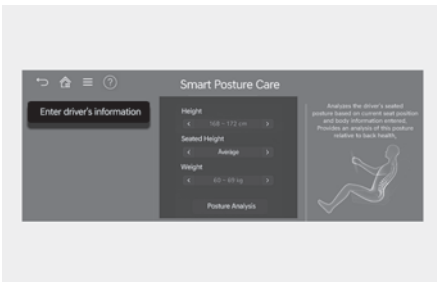 Smart Posture Care
Enter driver's information
Height
168 ~ 172 cm
Seated Height
Average
Weight
60 ~ 69 kg
Posture Analysis
Analyzes the driver's seated
posture based on current seat position
and body information entered.
Provides an analysis of this posture
relative to back health.